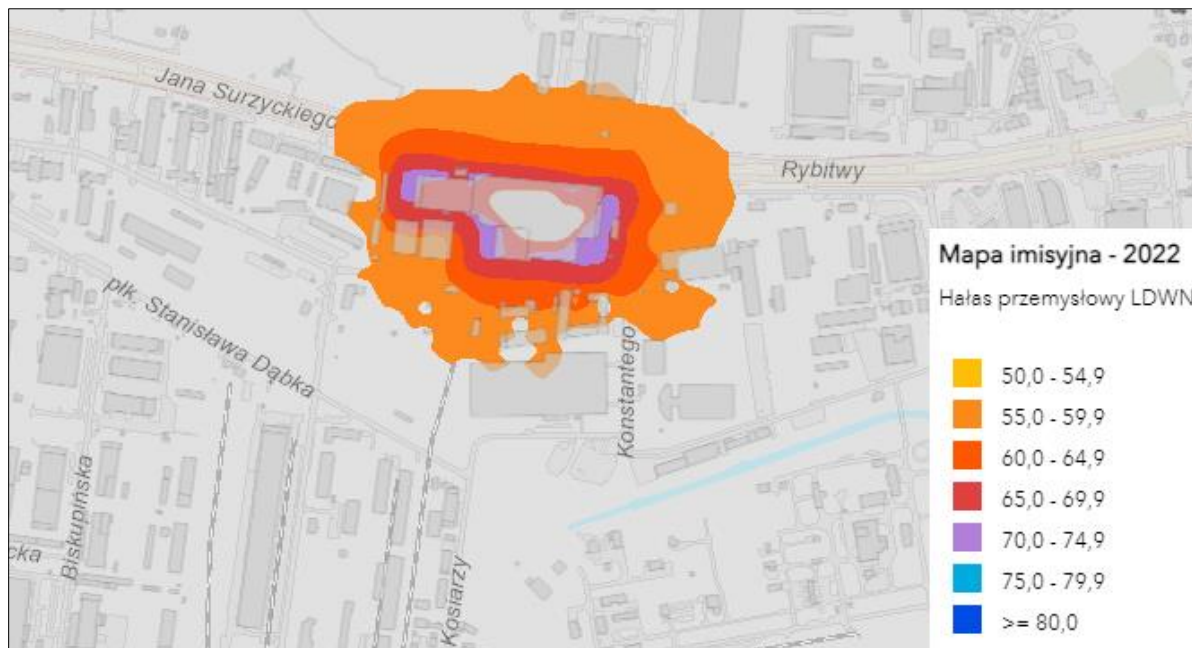 Jana Surzyckiego
Rybitwy
płk. Stanisława Dąbka
Konstantego
Biskupińska
cka
Kosiarzy
Mapa imisyjna - 2022
Hałas przemysłowy LDWN
50,0 - 54,9
55,0 - 59,9
60,0 - 64,9
65,0 - 69,9
70,0 - 74,9
75,0 - 79,9
>= 80,0